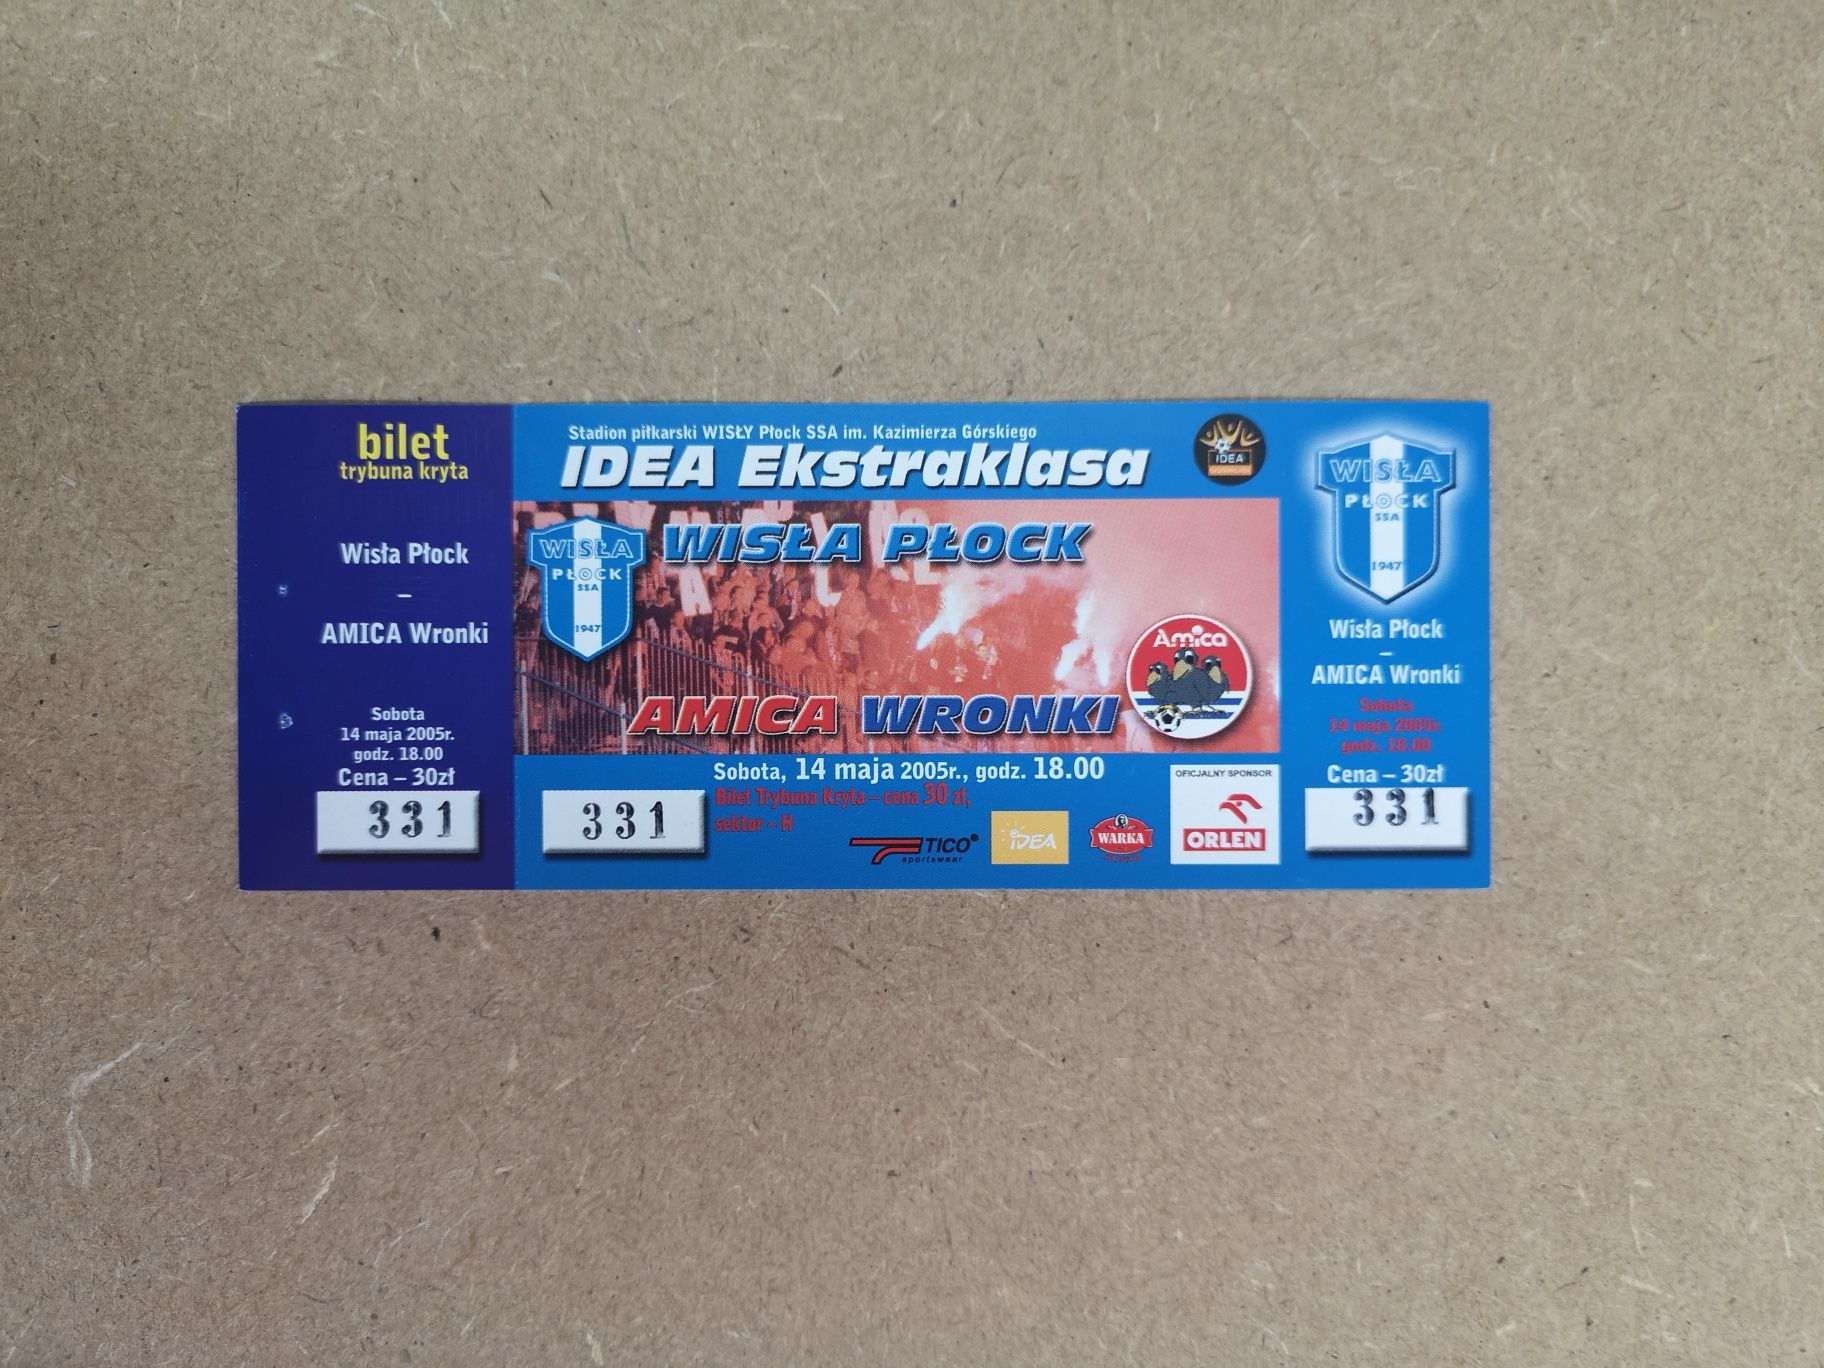 bilet
trybuna kryta
Wisła Płock
–
AMICA Wronki
Sobota
14 maja 2005r.
godz. 18.00
Cena – 30zł
331
Stadion piłkarski WISŁY Płock SSA im. Kazimierza Górskiego
IDEA Ekstraklasa
IDEA
WISŁA
PŁOCK
SSA
1947
WISŁA PŁOCK
Amica
AMICA WRONKI
Sobota, 14 maja 2005r., godz. 18.00
Bilet Trybuna Kryta – cena 30 zł,
sektor – H
331
TICO®
sportswear
iDEA
WARKA
OFICJALNY SPONSOR
ORLEN
WISŁA
PŁOCK
SSA
1947
Wisła Płock
–
AMICA Wronki
Sobota
14 maja 2005r.
godz. 18.00
Cena – 30zł
331